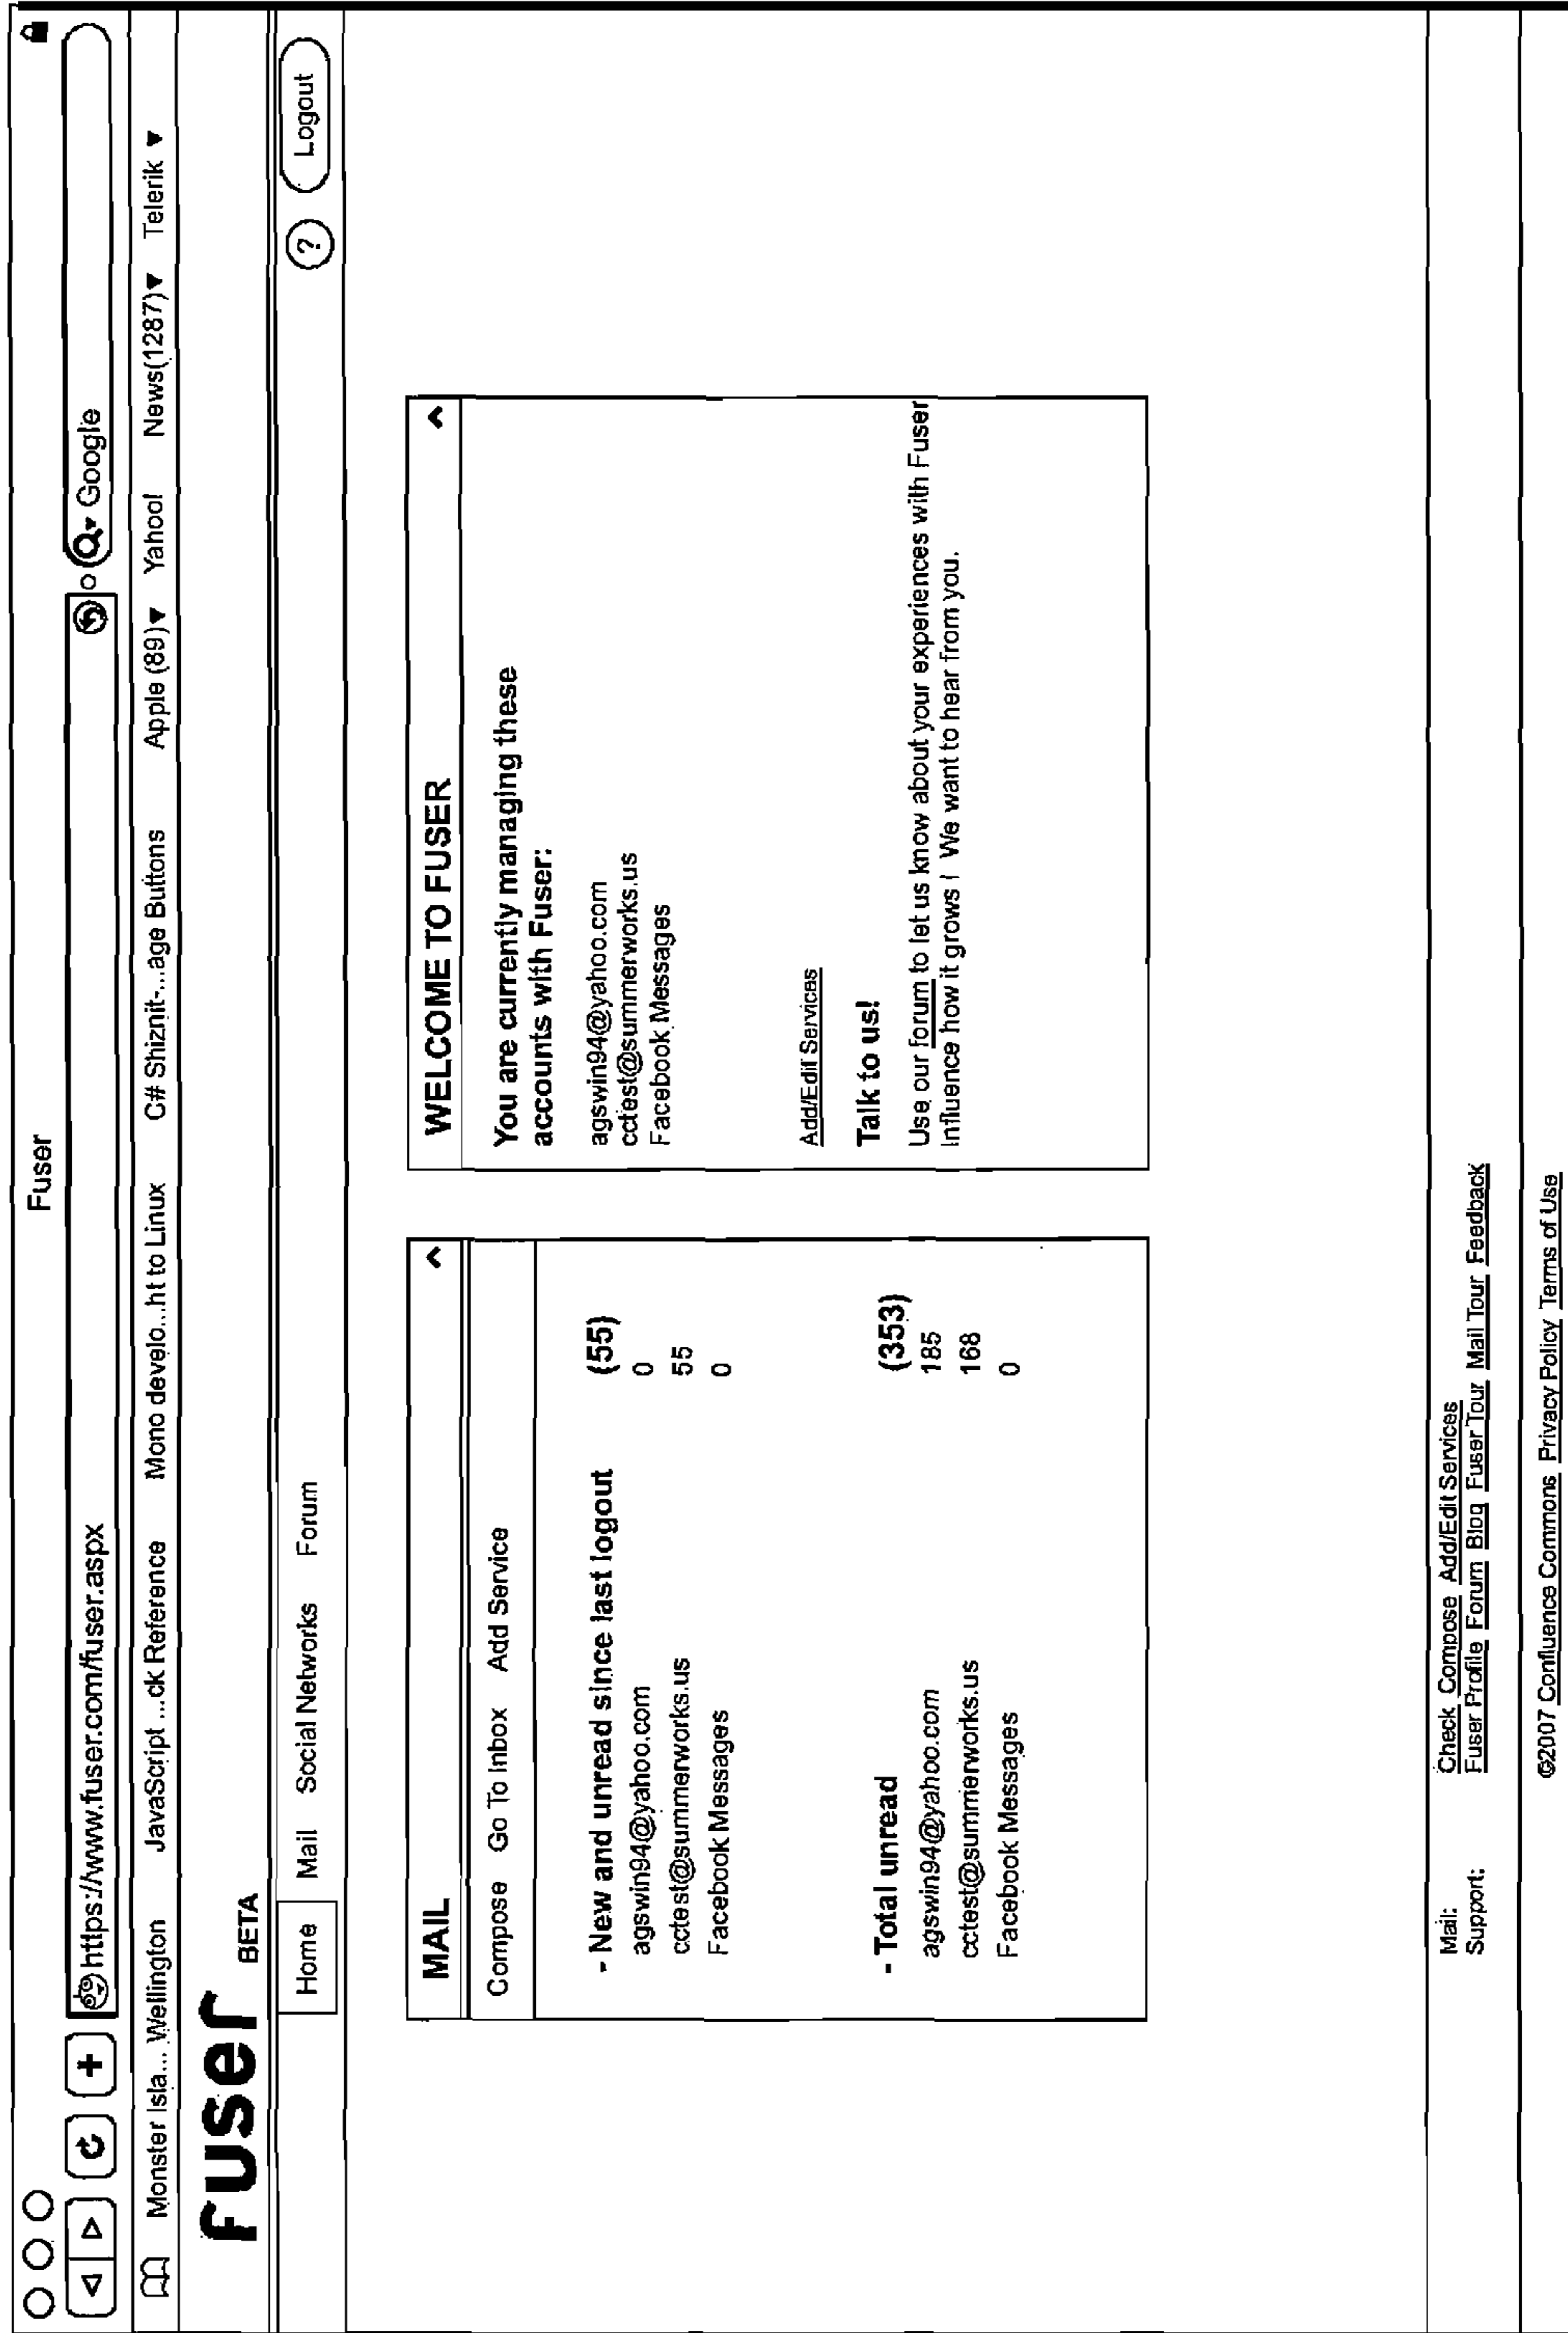 Fuser
https://www.fuser.com/fuser.aspx Google
Monster Isla... Wellington JavaScript ...ck Reference Mono develo...ht to Linux C# Shiznit-...age Buttons Apple (89)▼ Yahoo! News(1287)▼ Telerik ▼
fuser BETA
Home Mail Social Networks Forum ? Logout
MAIL
Compose Go To Inbox Add Service
- New and unread since last logout (55)
agswin94@yahoo.com 0
cctest@summerworks.us 55
Facebook Messages 0
- Total unread (353)
agswin94@yahoo.com 185
cctest@summerworks.us 168
Facebook Messages 0
WELCOME TO FUSER
You are currently managing these
accounts with Fuser:
agswin94@yahoo.com
cctest@summerworks.us
Facebook Messages
Add/Edit Services
Talk to us!
Use our forum to let us know about your experiences with Fuser
Influence how it grows ! We want to hear from you.
Mail: Check Compose Add/Edit Services
Support: Fuser Profile Forum Blog Fuser Tour Mail Tour Feedback
©2007 Confluence Commons Privacy Policy Terms of Use